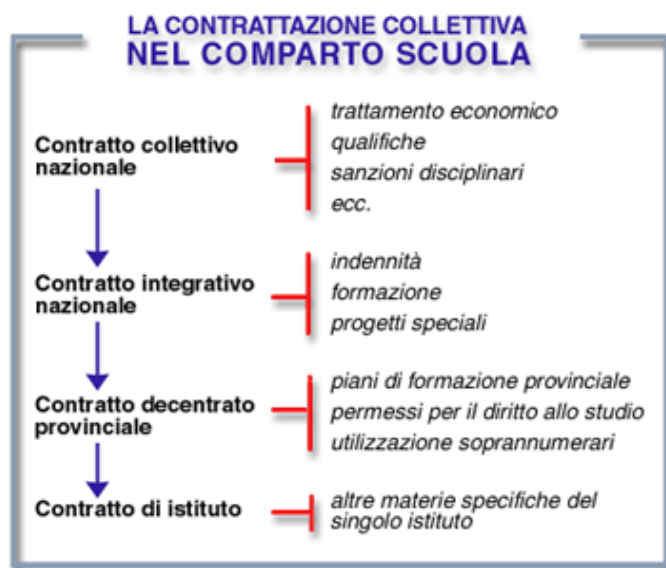 LA CONTRATTAZIONE COLLETTIVA
NEL COMPARTO SCUOLA
Contratto collettivo
nazionale
trattamento economico
qualifiche
sanzioni disciplinari
ecc.
Contratto integrativo
nazionale
indennità
formazione
progetti speciali
Contratto decentrato
provinciale
piani di formazione provinciale
permessi per il diritto allo studio
utilizzazione soprannumerari
Contratto di istituto
altre materie specifiche del
singolo istituto